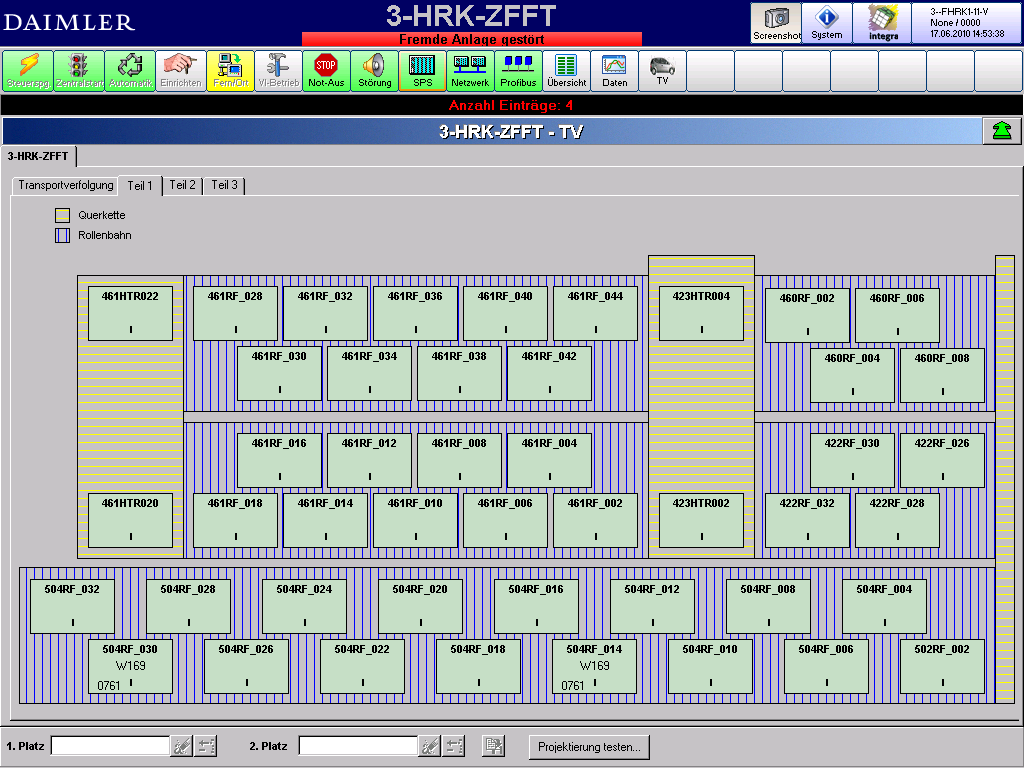 DAIMLER
3-HRK-ZFFT
Fremde Anlage gestört
Screenshot
System
Integra
3--FHRK1-11-V
None / 0000
17.06.2010 14:53:38
Steuerspg.
Zentralstart
Automatik
Einrichten
Fern/Ort
VI-Betrieb
STOP
Not-Aus
Störung
SPS
Netzwerk
Profibus
Übersicht
Daten
TV
Anzahl Einträge: 4
3-HRK-ZFFT - TV
3-HRK-ZFFT
Transportverfolgung Teil 1 Teil 2 Teil 3
Querkette
Rollenbahn
461HTR022 461RF_028 461RF_032 461RF_036 461RF_040 461RF_044 423HTR004 460RF_002 460RF_006
I I I I I I I I I
461RF_030 461RF_034 461RF_038 461RF_042 460RF_004 460RF_008
I I I I I I
461RF_016 461RF_012 461RF_008 461RF_004 422RF_030 422RF_026
I I I I I I
461HTR020 461RF_018 461RF_014 461RF_010 461RF_006 461RF_002 423HTR002 422RF_032 422RF_028
I I I I I I I I I
504RF_032 504RF_028 504RF_024 504RF_020 504RF_016 504RF_012 504RF_008 504RF_004
I I I I I I I I
504RF_030 504RF_026 504RF_022 504RF_018 504RF_014 504RF_010 504RF_006 502RF_002
W169 W169
0761 I I I I 0761 I I I I
1. Platz 2. Platz Projektierung testen...